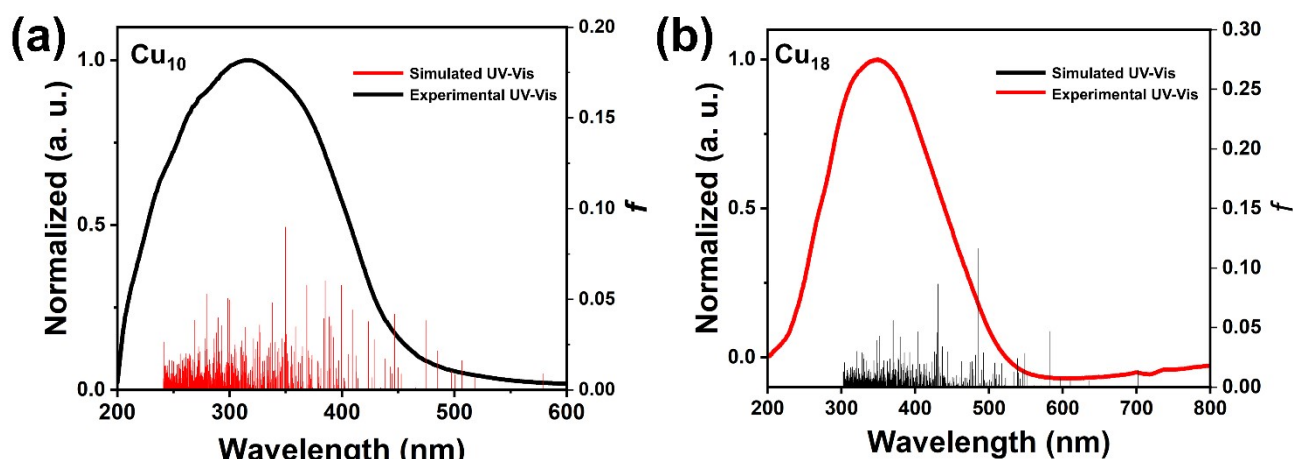 (a)
Cu10
Simulated UV-Vis
Experimental UV-Vis
Normalized (a. u.)
1.0
0.5
0.0
0.20
0.15
0.10
0.05
0.00
f
200 300 400 500 600
Wavelength (nm)
(b)
Cu18
Simulated UV-Vis
Experimental UV-Vis
Normalized (a. u.)
1.0
0.5
0.0
0.30
0.25
0.20
0.15
0.10
0.05
0.00
f
200 300 400 500 600 700 800
Wavelength (nm)